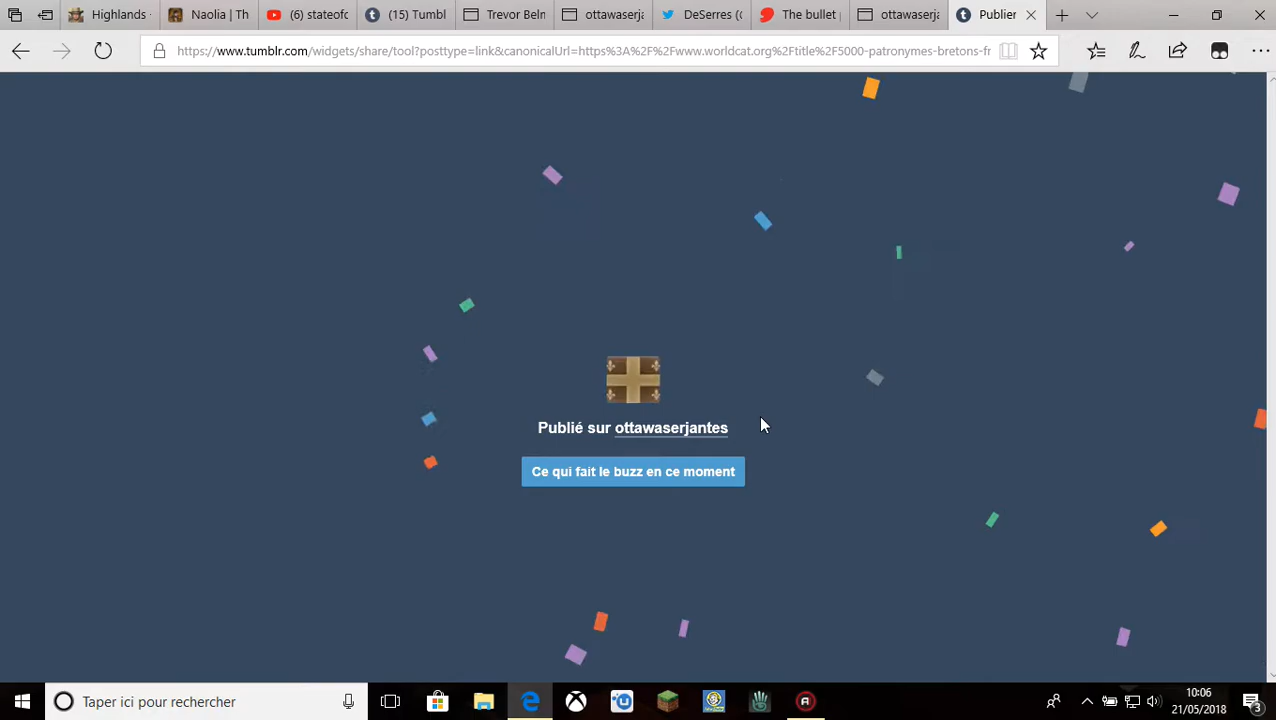 Highlands
Naolia | Th
(6) stateofc
(15) Tumbl
Trevor Beln
ottawaserja
DeSerres (
The bullet
ottawaserja
Publier
https://www.tumblr.com/widgets/share/tool?posttype=link&canonicalUrl=https%3A%2F%2Fwww.worldcat.org%2Ftitle%2F5000-patronymes-bretons-fr
Publié sur ottawaserjantes
Ce qui fait le buzz en ce moment
Taper ici pour rechercher
10:06
21/05/2018
3